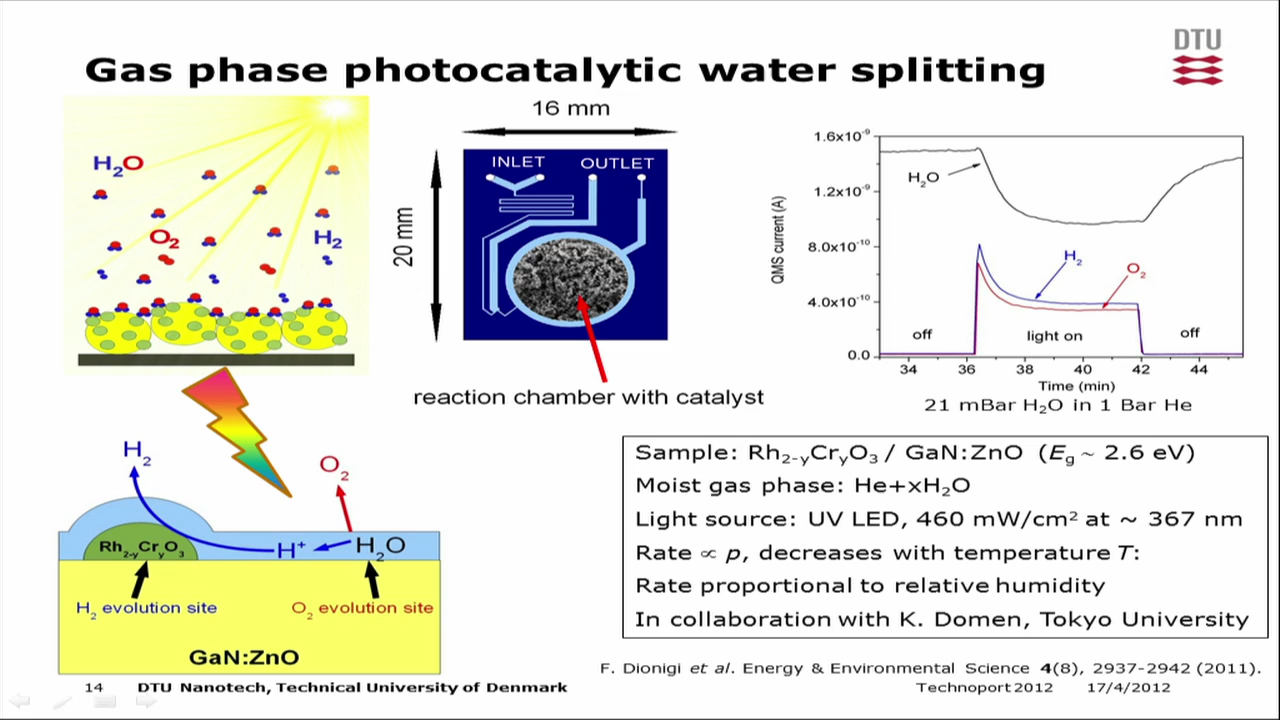 Gas phase photocatalytic water splitting
DTU
H₂O
O₂
H₂
16 mm
20 mm
INLET OUTLET
reaction chamber with catalyst
QMS current (A)
1.6x10⁻⁹
1.2x10⁻⁹
8.0x10⁻¹⁰
4.0x10⁻¹⁰
0.0
H₂O
H₂
O₂
off
light on
off
34 36 38 40 42 44
Time (min)
21 mBar H₂O in 1 Bar He
H₂
O₂
Rh₂₋yCryO₃
H⁺
H₂O
H₂ evolution site
O₂ evolution site
GaN:ZnO
Sample: Rh₂₋yCryO₃ / GaN:ZnO (Eg ~ 2.6 eV)
Moist gas phase: He+xH₂O
Light source: UV LED, 460 mW/cm² at ~ 367 nm
Rate ∝ p, decreases with temperature T:
Rate proportional to relative humidity
In collaboration with K. Domen, Tokyo University
F. Dionigi et al. Energy & Environmental Science 4(8), 2937-2942 (2011).
14 DTU Nanotech, Technical University of Denmark
Technoport 2012 17/4/2012